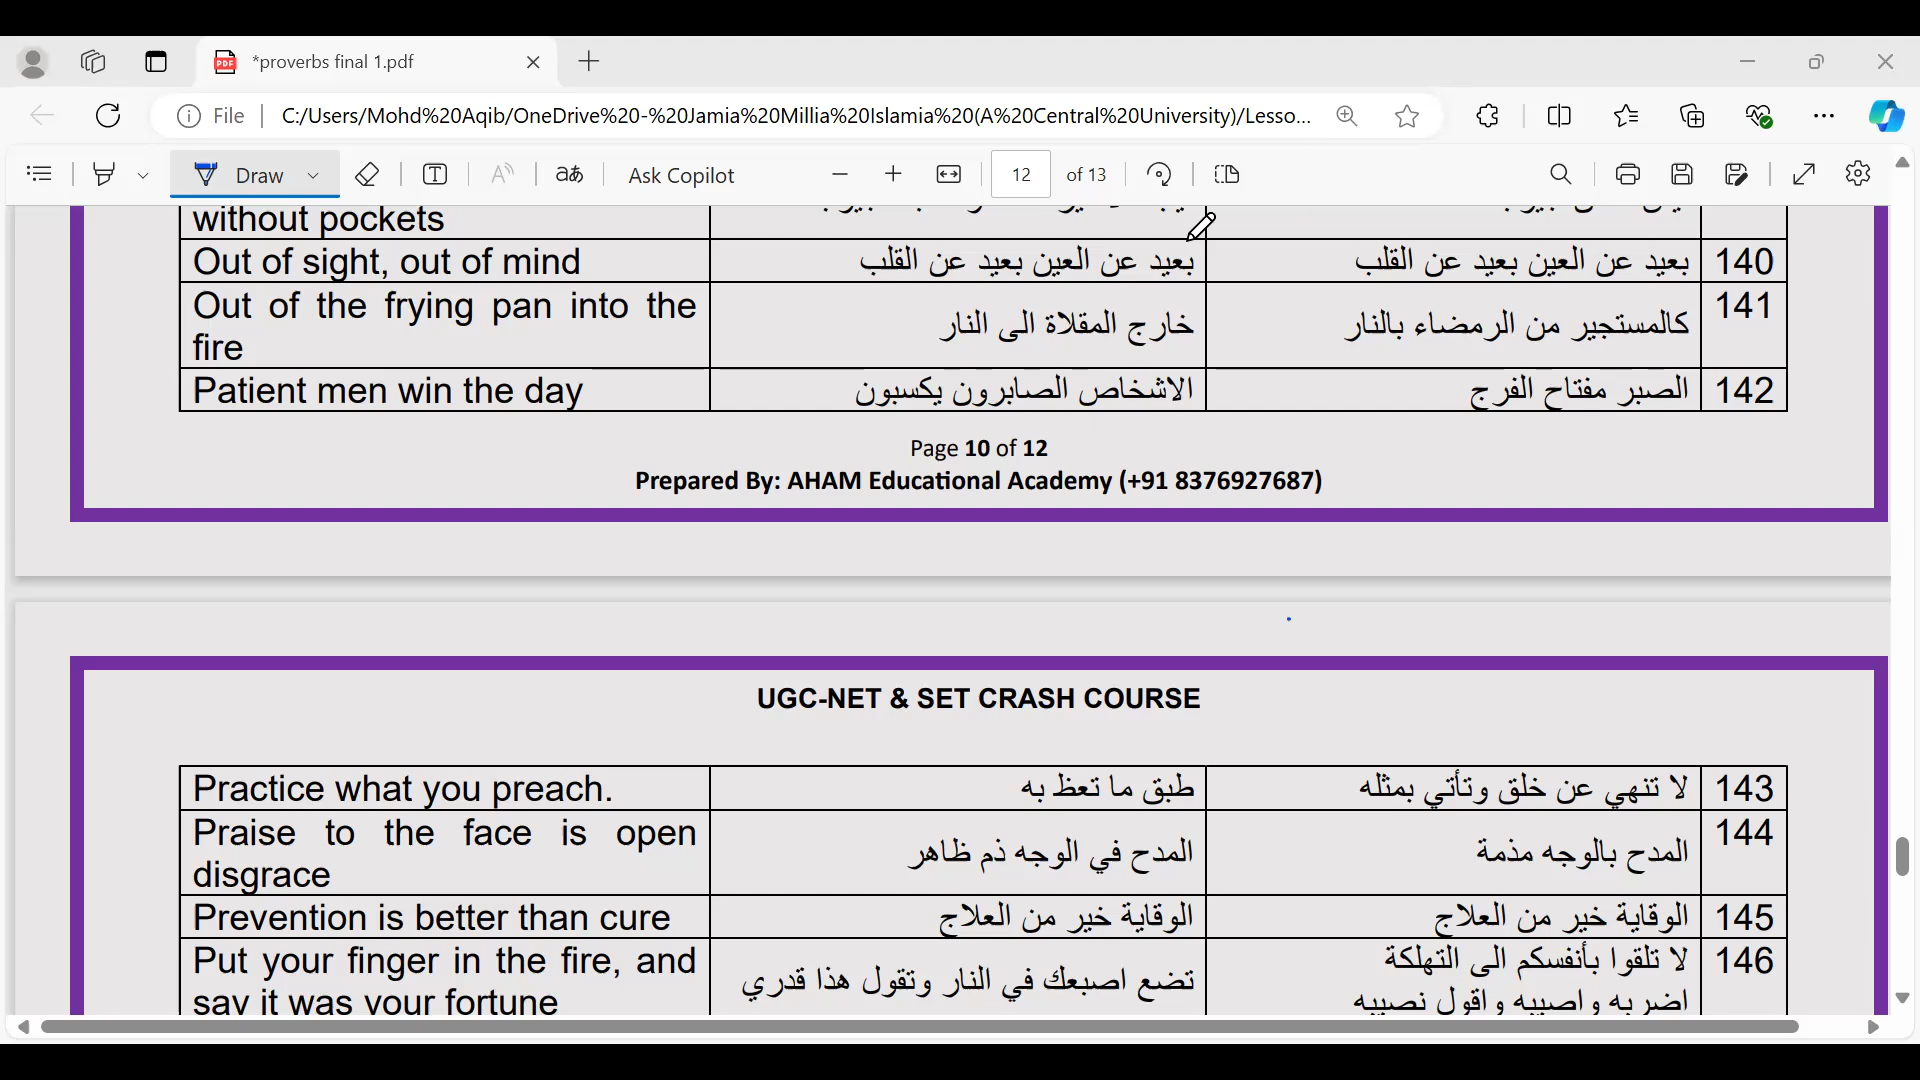 *proverbs final 1.pdf
File
C:/Users/Mohd%20Aqib/OneDrive%20-%20Jamia%20Millia%20Islamia%20(A%20Central%20University)/Lesso...
Draw
Ask Copilot
12 of 13
without pockets
Out of sight, out of mind
بعيد عن العين بعيد عن القلب
بعيد عن العين بعيد عن القلب
140
Out of the frying pan into the
fire
خارج المقلاة الى النار
كالمستجير من الرمضاء بالنار
141
Patient men win the day
الاشخاص الصابرون يكسبون
الصبر مفتاح الفرج
142
Page 10 of 12
Prepared By: AHAM Educational Academy (+91 8376927687)
UGC-NET & SET CRASH COURSE
Practice what you preach.
طبق ما تعظ به
لا تنهي عن خلق وتأتي بمثله
143
Praise to the face is open
disgrace
المدح في الوجه ذم ظاهر
المدح بالوجه مذمة
144
Prevention is better than cure
الوقاية خير من العلاج
الوقاية خير من العلاج
145
Put your finger in the fire, and
say it was your fortune
تضع اصبعك في النار وتقول هذا قدري
لا تلقوا بأنفسكم الى التهلكة
اضربه واصيبه واقول نصيبه
146